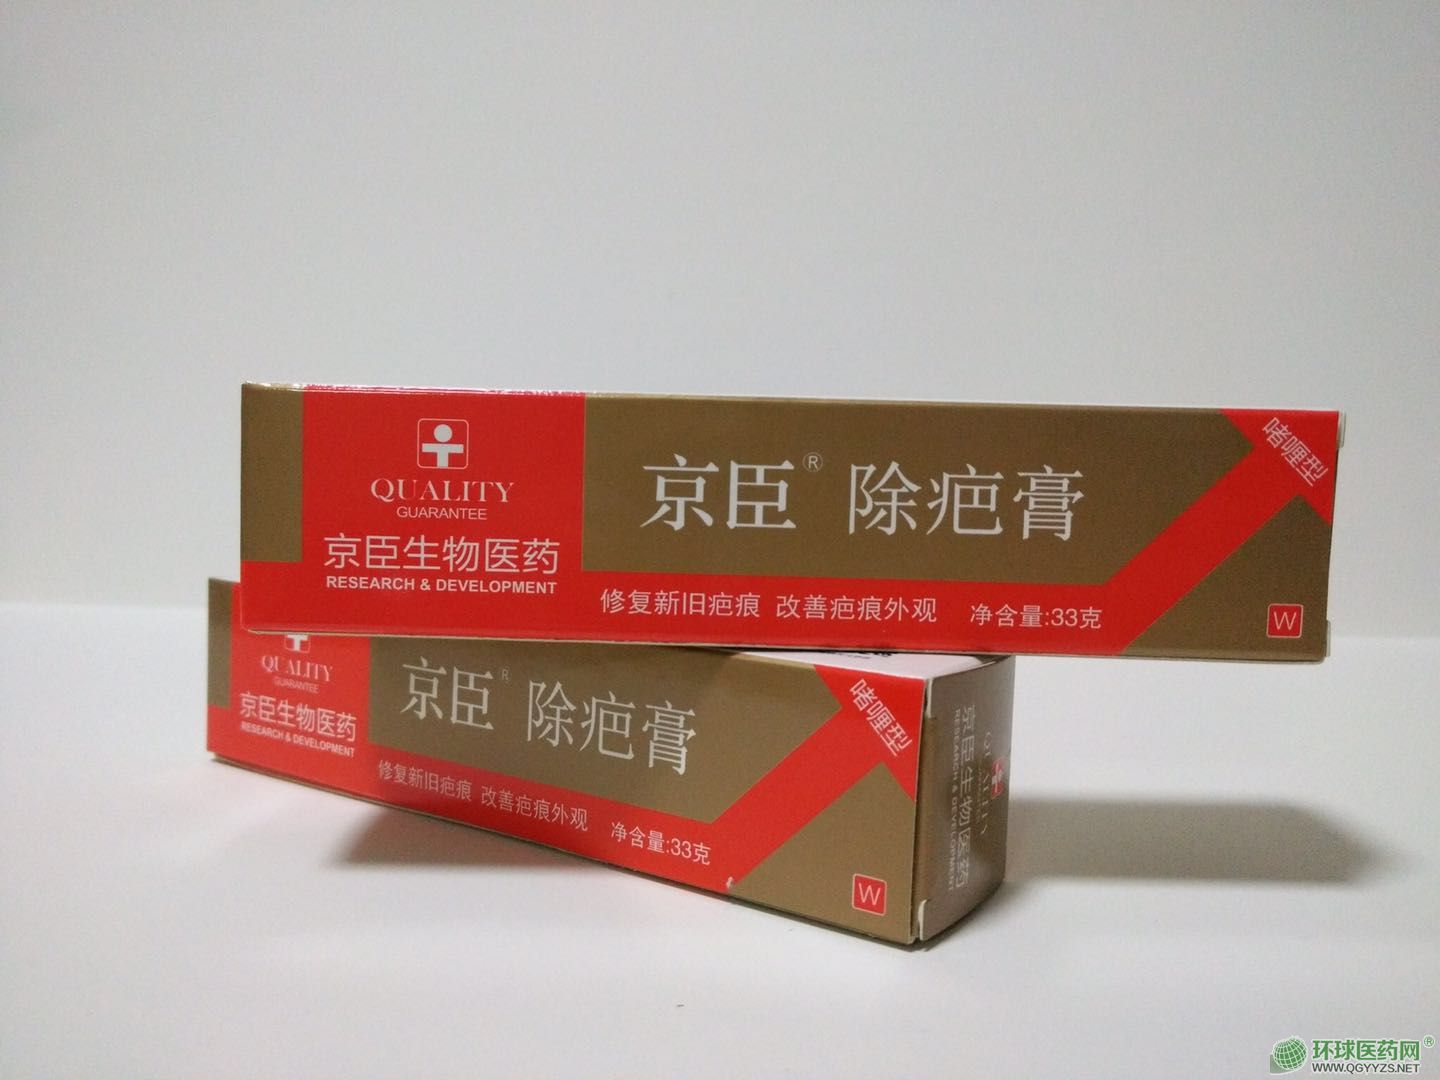 QUALITY
GUARANTEE
京臣生物医药
RESEARCH & DEVELOPMENT
京臣® 除疤膏
啫喱型
修复新旧疤痕 改善疤痕外观 净含量:33克
W
QUALITY
GUARANTEE
京臣生物医药
RESEARCH & DEVELOPMENT
京臣® 除疤膏
啫喱型
修复新旧疤痕 改善疤痕外观 净含量:33克
W
QUALITY
京臣生物医药
RESEARCH & DEVELOPMENT
环球医药网®
WWW.QGYYZS.NET